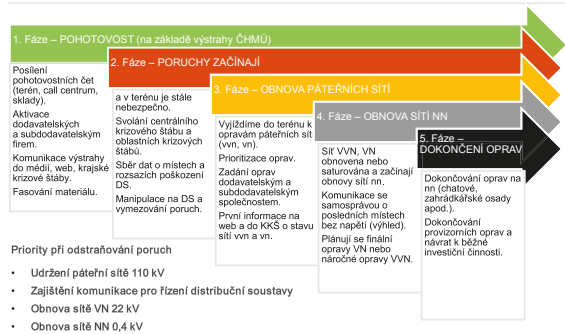 1. Fáze – POHOTOVOST (na základě výstrahy ČHMÚ)
Posílení
pohotovostních čet
(terén, call centrum,
sklady).
Aktivace
dodavatelských
a subdodavatelským
firem.
Komunikace výstrahy
do médií, web, krajské
krizové štáby.
Fasování materiálu.
2. Fáze – PORUCHY ZAČÍNAJÍ
a v terénu je stále
nebezpečno.
Svolání centrálního
krizového štábu a
oblastních krizových
štábů.
Sběr dat o místech a
rozsazích poškození
DS.
Manipulace na DS a
vymezování poruch.
3. Fáze – OBNOVA PÁTEŘNÍCH SÍTÍ
Vyjíždíme do terénu k
opravám páteřních sítí
(vvn, vn).
Prioritizace oprav.
Zadání oprav
dodavatelským a
subdodavatelským
společnostem.
První informace na
web a do KKŠ o stavu
sítí vvn a vn.
4. Fáze – OBNOVA SÍTÍ NN
Síť VVN, VN
obnovena nebo
saturována a začínají
obnovy sítí nn.
Komunikace se
samosprávou o
posledních místech
bez napětí (výhled).
Plánují se finální
opravy VN nebo
náročné opravy VVN.
5. Fáze –
DOKONČENÍ OPRAV
Dokončování oprav na
nn (chatové,
zahrádkářské osady
apod.).
Dokončování
provizorních oprav a
návrat k běžné
investiční činnosti.
Priority při odstraňování poruch
• Udržení páteřní sítě 110 kV
• Zajištění komunikace pro řízení distribuční soustavy
• Obnova sítě VN 22 kV
• Obnova sítě NN 0,4 kV